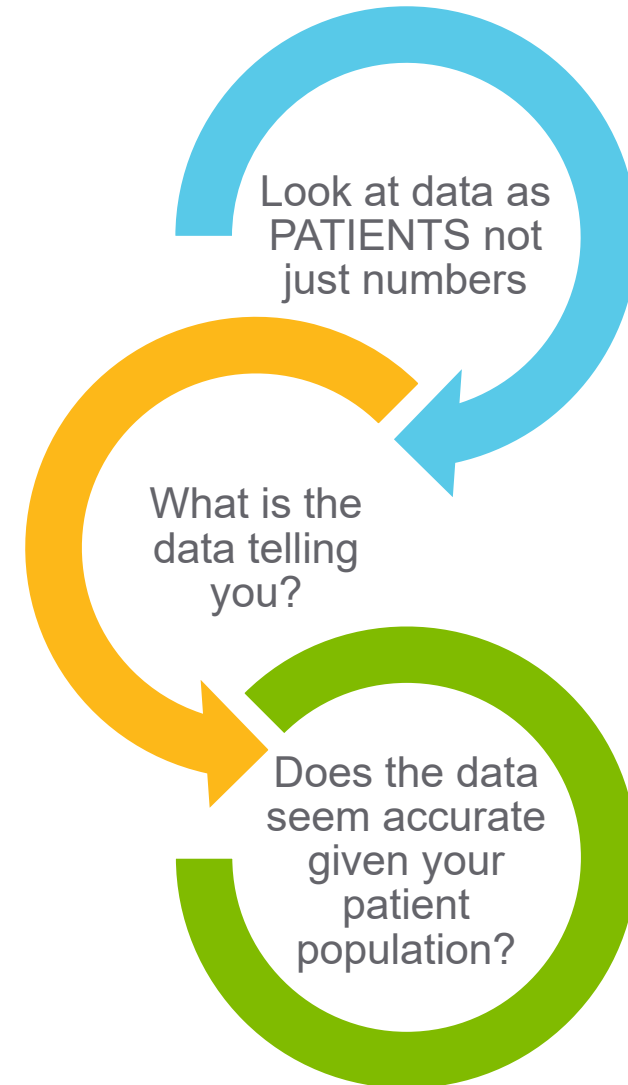 Look at data as
PATIENTS not
just numbers
What is the
data telling
you?
Does the data
seem accurate
given your
patient
population?